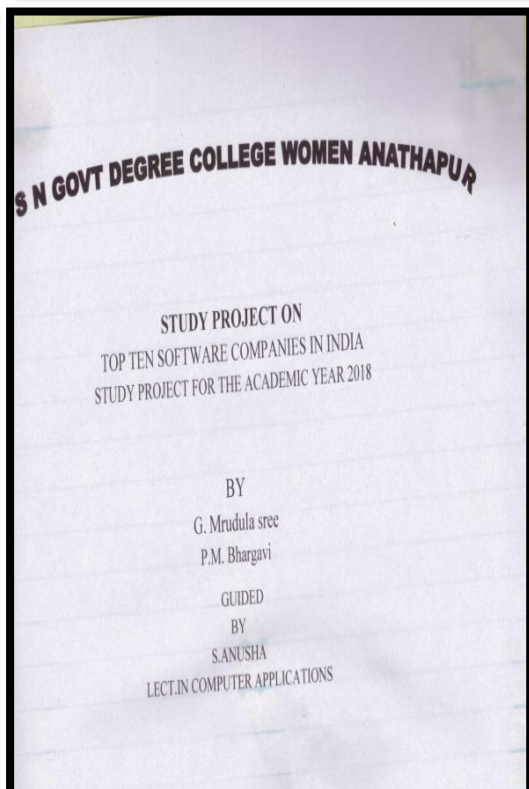 S N GOVT DEGREE COLLEGE WOMEN ANATHAPUR
STUDY PROJECT ON
TOP TEN SOFTWARE COMPANIES IN INDIA
STUDY PROJECT FOR THE ACADEMIC YEAR 2018
BY
G. Mrudula sree
P.M. Bhargavi
GUIDED
BY
S.ANUSHA
LECT.IN COMPUTER APPLICATIONS